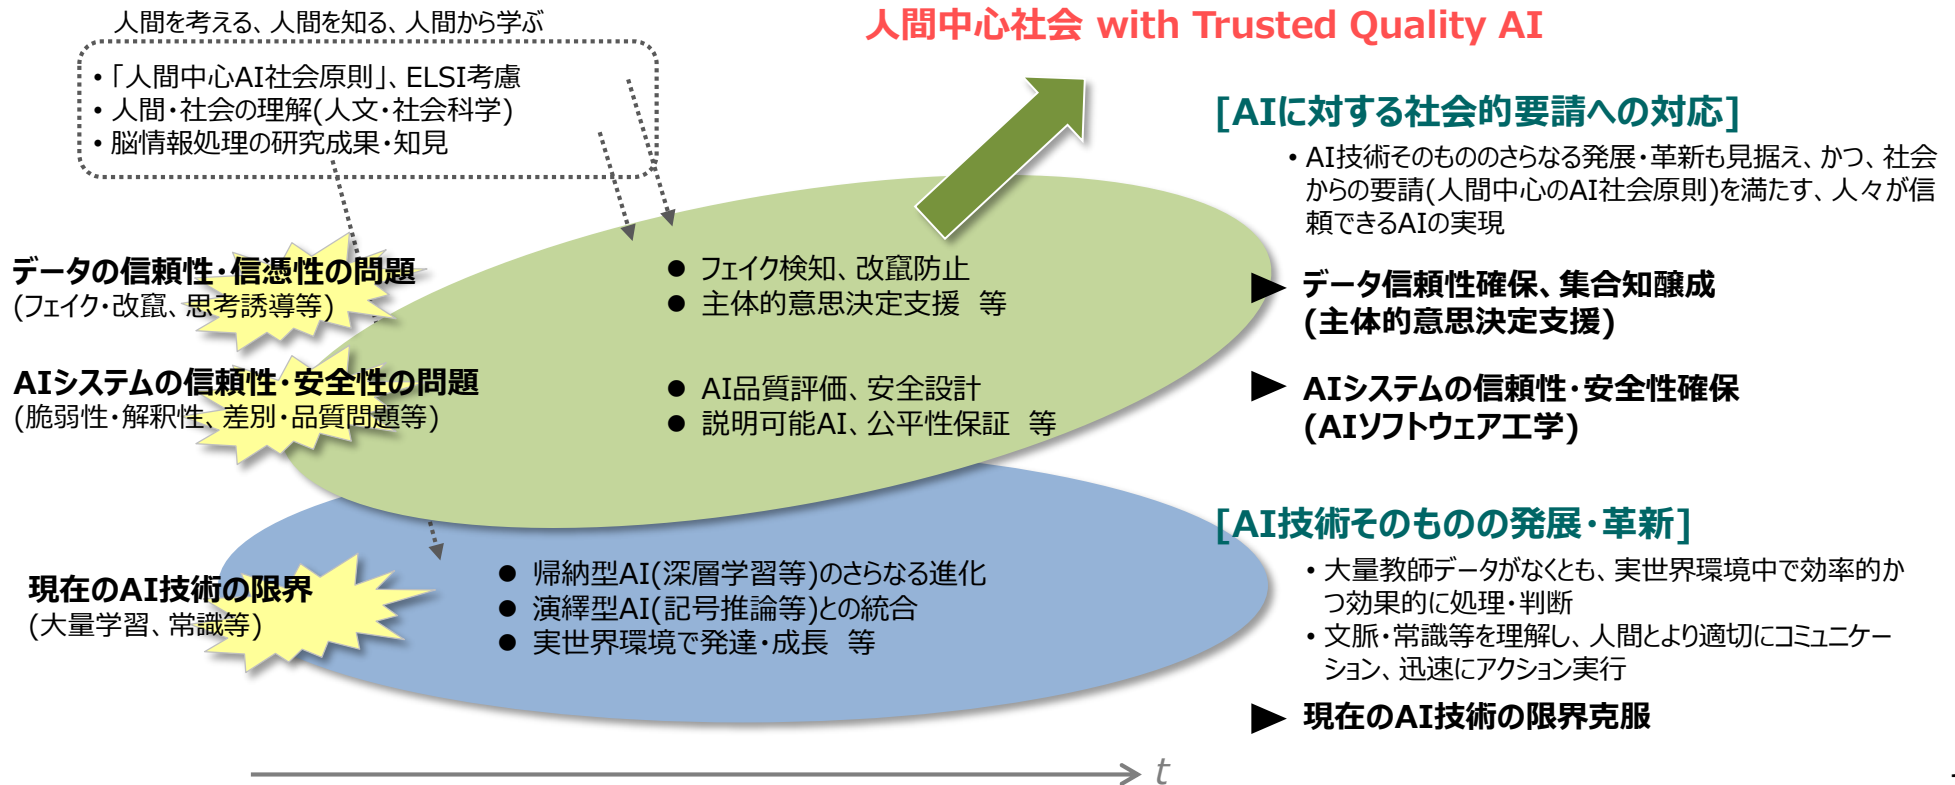 人間を考える、人間を知る、人間から学ぶ
• 「人間中心AI社会原則」、ELSI考慮
• 人間・社会の理解(人文・社会科学)
• 脳情報処理の研究成果・知見
人間中心社会 with Trusted Quality AI
[AIに対する社会的要請への対応]
• AI技術そのもののさらなる発展・革新も見据え、かつ、社会
からの要請(人間中心のAI社会原則)を満たす、人々が信
頼できるAIの実現
データの信頼性・信憑性の問題
(フェイク・改竄、思考誘導等)
● フェイク検知、改竄防止
● 主体的意思決定支援 等
▶ データ信頼性確保、集合知醸成
(主体的意思決定支援)
AIシステムの信頼性・安全性の問題
(脆弱性・解釈性、差別・品質問題等)
● AI品質評価、安全設計
● 説明可能AI、公平性保証 等
▶ AIシステムの信頼性・安全性確保
(AIソフトウェア工学)
[AI技術そのものの発展・革新]
現在のAI技術の限界
(大量学習、常識等)
● 帰納型AI(深層学習等)のさらなる進化
● 演繹型AI(記号推論等)との統合
● 実世界環境で発達・成長 等
• 大量教師データがなくとも、実世界環境中で効率的か
つ効果的に処理・判断
• 文脈・常識等を理解し、人間とより適切にコミュニケー
ション、迅速にアクション実行
▶ 現在のAI技術の限界克服
t